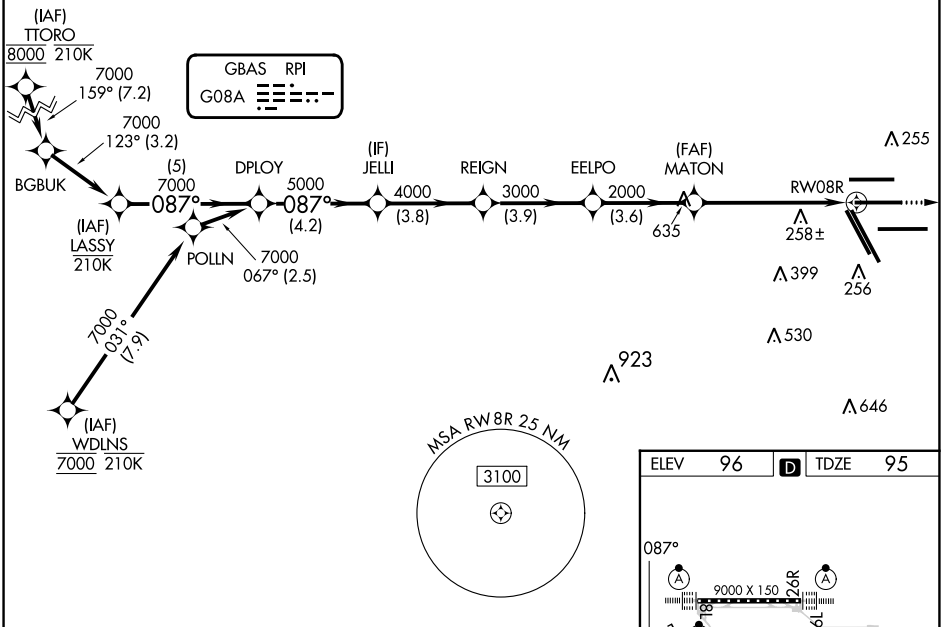 (IAF)
TTORO
8000 210K
7000
159° (7.2)
7000
123° (3.2)
BGBUK
GBAS RPI
G08A
(5)
7000
087°
DPLOY
5000
087°
(4.2)
(IF)
JELLI
4000
(3.8)
REIGN
3000
(3.9)
EELPO
2000
(3.6)
(FAF)
MATON
635
RW08R
255
258±
399
256
530
923
646
(IAF)
LASSY
210K
POLLN
7000
067° (2.5)
7000
031°
(7.9)
(IAF)
WDLNS
7000 210K
MSA RW8R 25 NM
3100
ELEV 96 D TDZE 95
087°
A
9000 X 150
26R
A